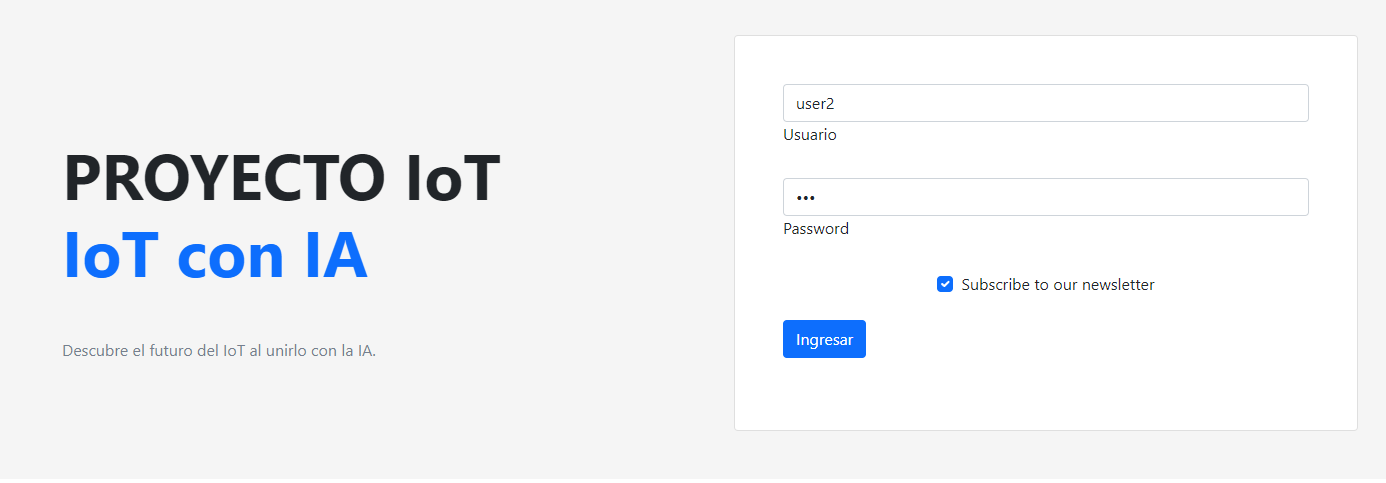 PROYECTO IoT
IoT con IA
Descubre el futuro del IoT al unirlo con la IA.
user2
Usuario
•••
Password
Subscribe to our newsletter
Ingresar